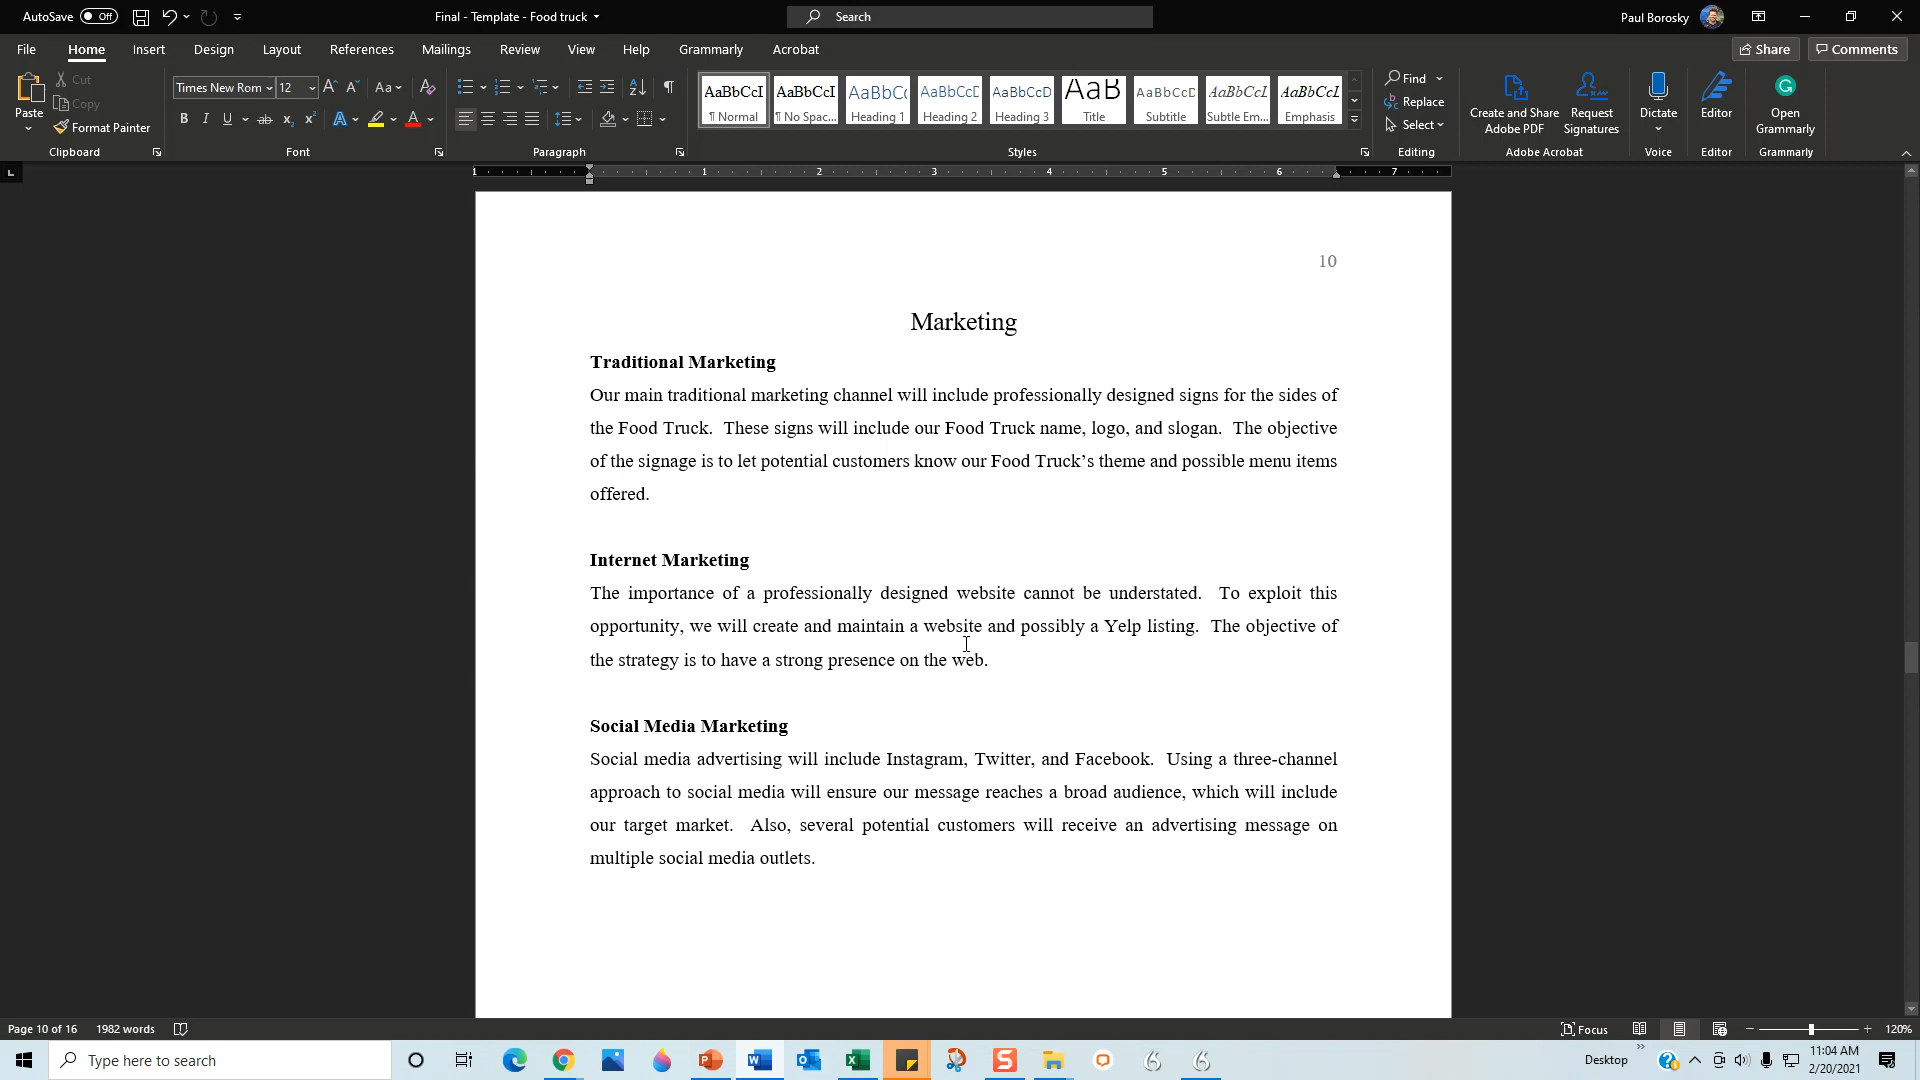 AutoSave Off Final - Template - Food truck Search Paul Borosky
File Home Insert Design Layout References Mailings Review View Help Grammarly Acrobat Share Comments
Paste Cut Copy Format Painter Clipboard
Times New Rom 12 Aa
B I U ab x₂ x² A A
Font
Paragraph
AaBbCcI AaBbCcI AaBbC( AaBbCcD AaBbCcD AaB AaBbCcD AaBbCcI AaBbCcI
¶ Normal ¶ No Spac... Heading 1 Heading 2 Heading 3 Title Subtitle Subtle Em... Emphasis
Styles
Find
Replace
Select
Editing
Create and Share Adobe PDF Request Signatures
Adobe Acrobat
Dictate
Voice
Editor
Editor
Open Grammarly
Grammarly
1 1 2 3 4 5 6 7
10
Marketing
Traditional Marketing
Our main traditional marketing channel will include professionally designed signs for the sides of
the Food Truck. These signs will include our Food Truck name, logo, and slogan. The objective
of the signage is to let potential customers know our Food Truck’s theme and possible menu items
offered.
Internet Marketing
The importance of a professionally designed website cannot be understated. To exploit this
opportunity, we will create and maintain a website and possibly a Yelp listing. The objective of
the strategy is to have a strong presence on the web.
Social Media Marketing
Social media advertising will include Instagram, Twitter, and Facebook. Using a three-channel
approach to social media will ensure our message reaches a broad audience, which will include
our target market. Also, several potential customers will receive an advertising message on
multiple social media outlets.
Page 10 of 16 1982 words Focus 120%
Type here to search Desktop 11:04 AM
2/20/2021